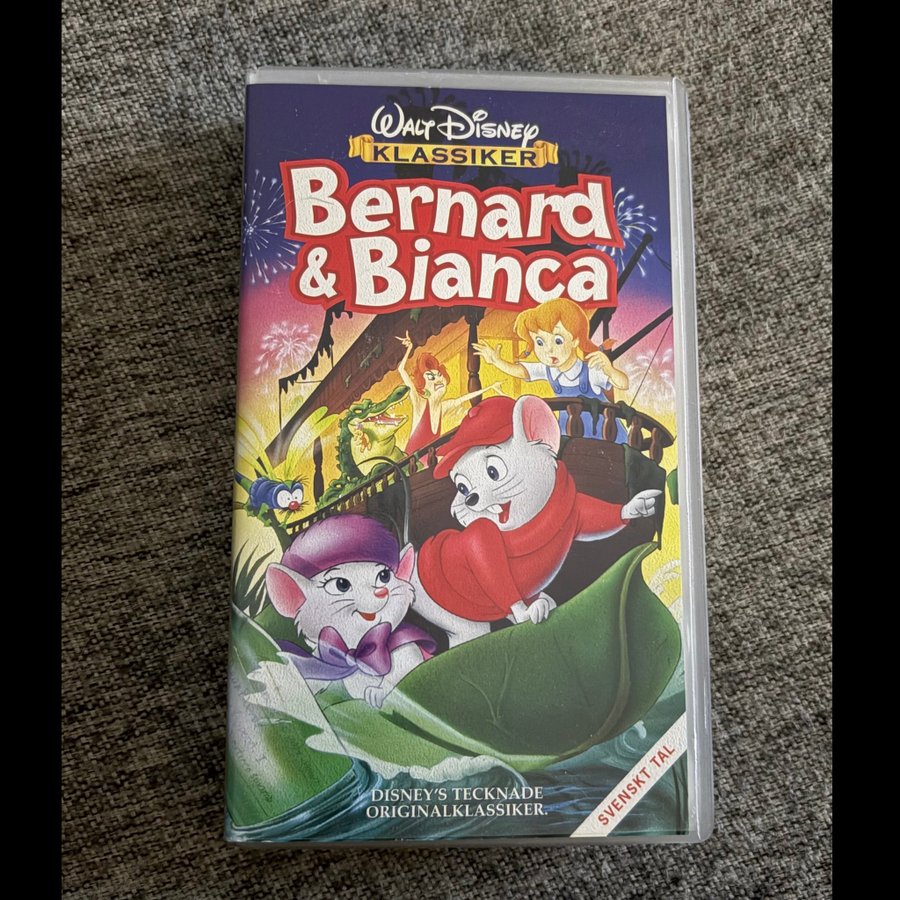 WALT DISNEY
KLASSIKER
Bernard
& Bianca
DISNEY'S TECKNADE
ORIGINALKLASSIKER.
SVENSKT TAL